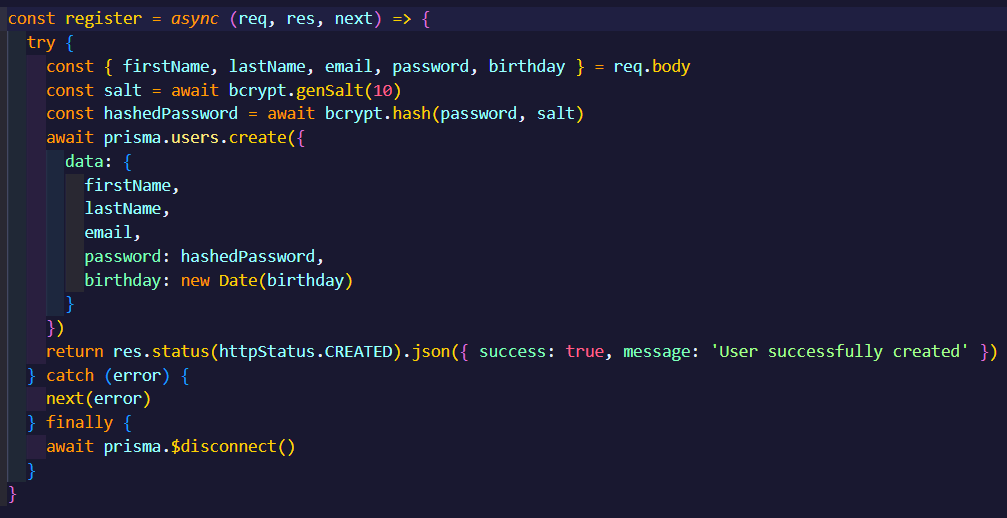 const register = async (req, res, next) => {
  try {
    const { firstName, lastName, email, password, birthday } = req.body
    const salt = await bcrypt.genSalt(10)
    const hashedPassword = await bcrypt.hash(password, salt)
    await prisma.users.create({
      data: {
        firstName,
        lastName,
        email,
        password: hashedPassword,
        birthday: new Date(birthday)
      }
    })
    return res.status(httpStatus.CREATED).json({ success: true, message: 'User successfully created' })
  } catch (error) {
    next(error)
  } finally {
    await prisma.$disconnect()
  }
}